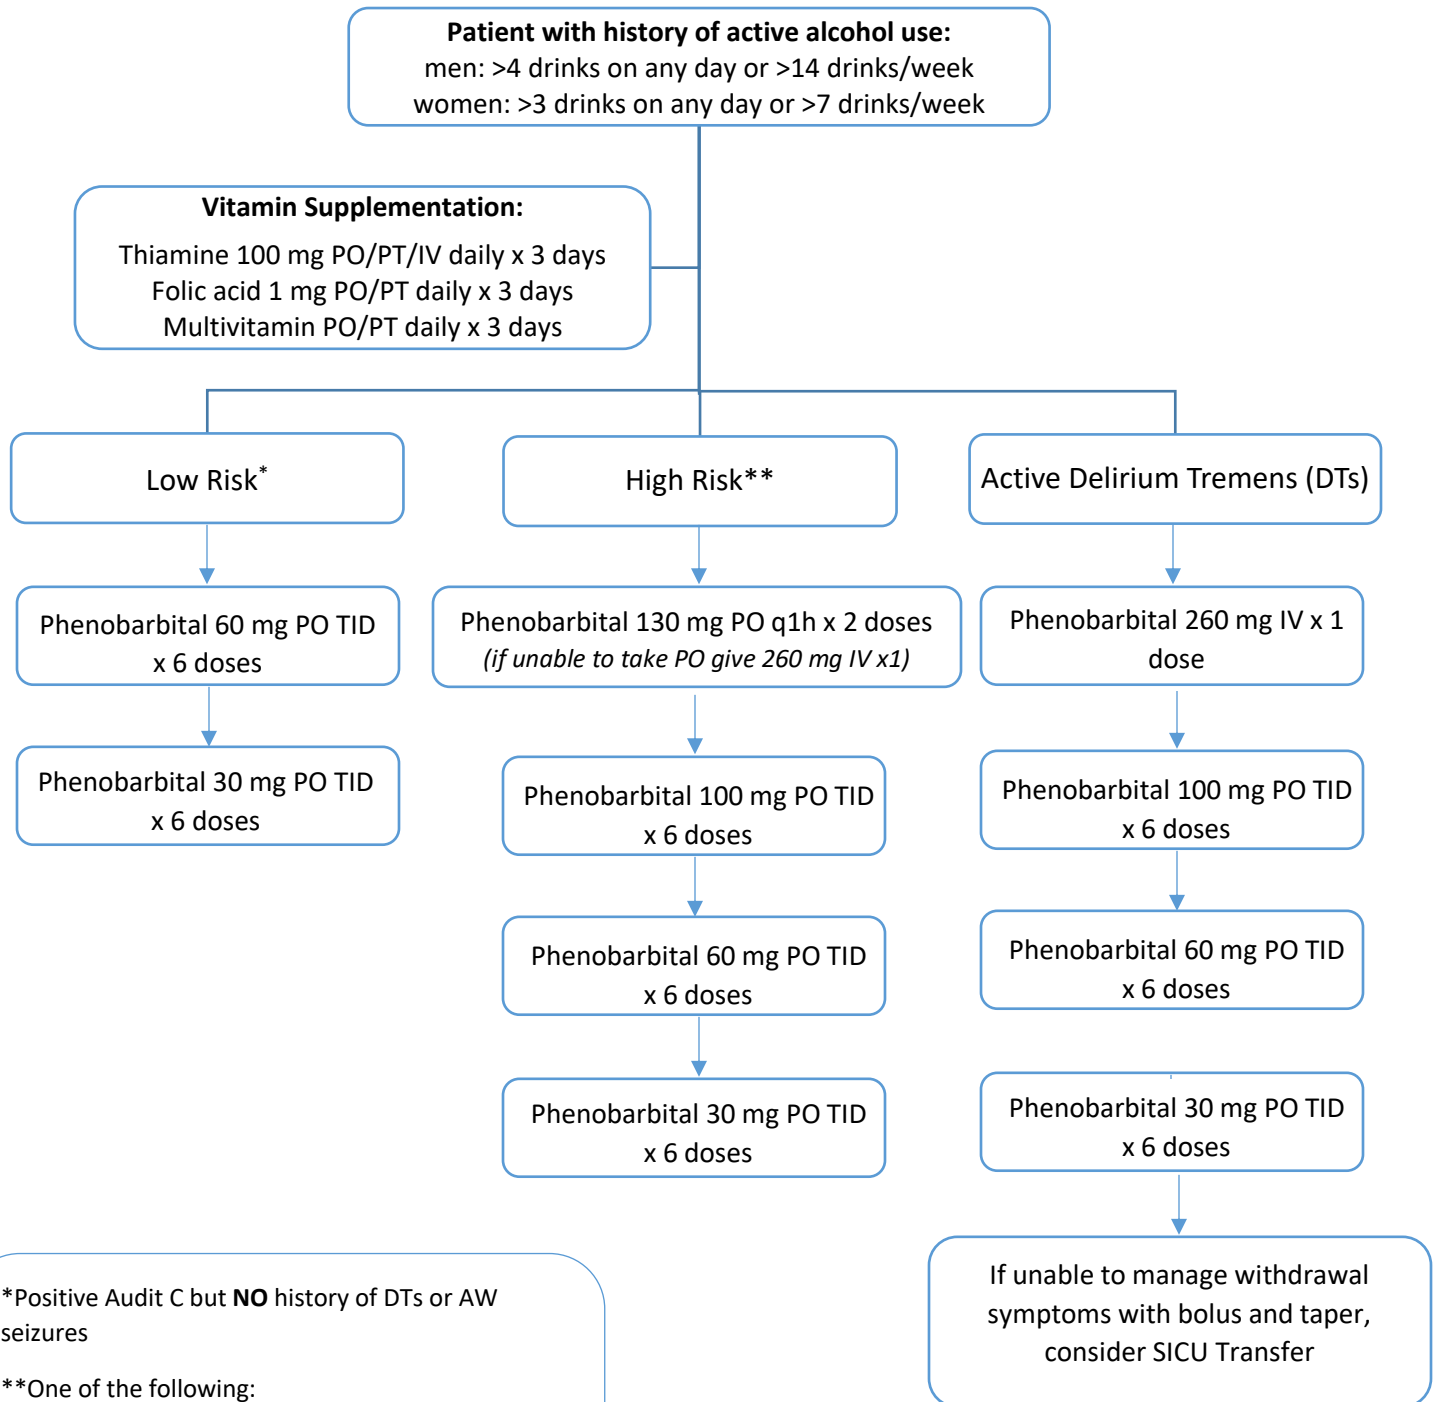 Patient with history of active alcohol use:
men: >4 drinks on any day or >14 drinks/week
women: >3 drinks on any day or >7 drinks/week
Vitamin Supplementation:
Thiamine 100 mg PO/PT/IV daily x 3 days
Folic acid 1 mg PO/PT daily x 3 days
Multivitamin PO/PT daily x 3 days
Low Risk*
Phenobarbital 60 mg PO TID
x 6 doses
Phenobarbital 30 mg PO TID
x 6 doses
High Risk**
Phenobarbital 130 mg PO q1h x 2 doses
(if unable to take PO give 260 mg IV x1)
Phenobarbital 100 mg PO TID
x 6 doses
Phenobarbital 60 mg PO TID
x 6 doses
Phenobarbital 30 mg PO TID
x 6 doses
Active Delirium Tremens (DTs)
Phenobarbital 260 mg IV x 1
dose
Phenobarbital 100 mg PO TID
x 6 doses
Phenobarbital 60 mg PO TID
x 6 doses
Phenobarbital 30 mg PO TID
x 6 doses
If unable to manage withdrawal
symptoms with bolus and taper,
consider SICU Transfer
*Positive Audit C but NO history of DTs or AW
seizures
**One of the following: